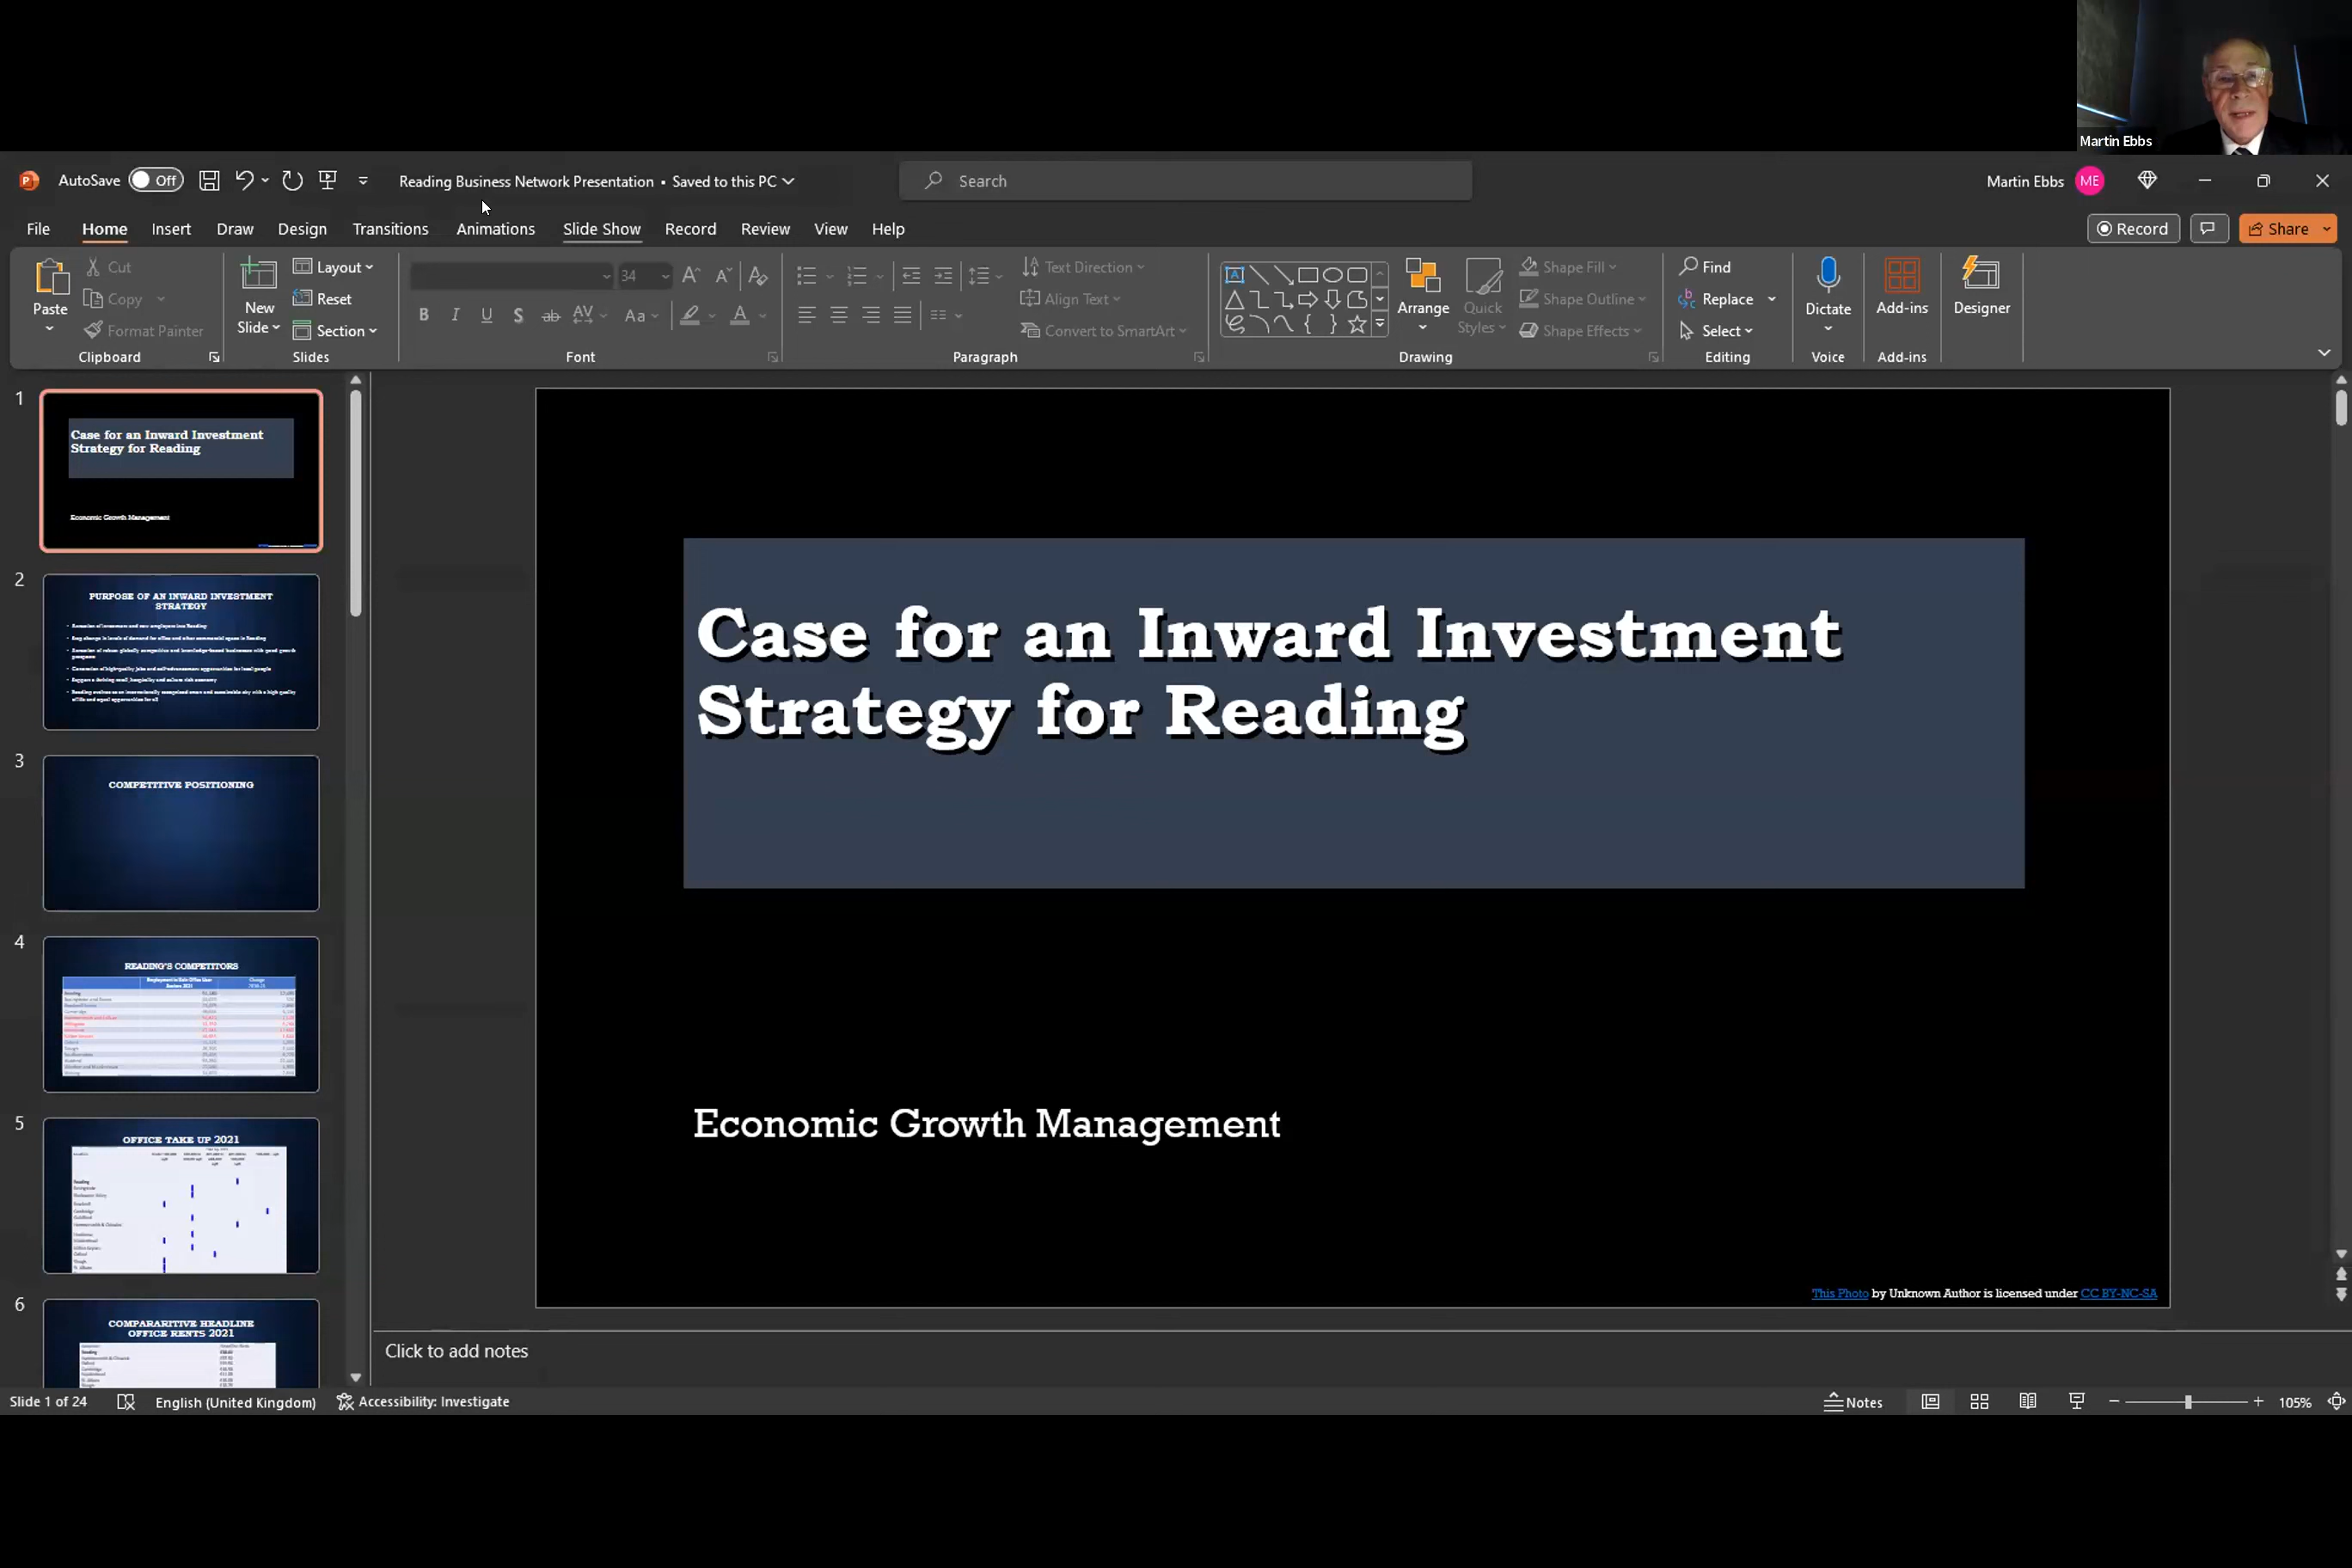 Martin Ebbs
AutoSave Off Reading Business Network Presentation • Saved to this PC Search Martin Ebbs ME
File Home Insert Draw Design Transitions Animations Slide Show Record Review View Help Record Share
Paste Cut Copy Format Painter
Clipboard
New Slide Layout Reset Section
Slides
34
B I U S ab AV Aa A
Font
Text Direction
Align Text
Convert to SmartArt
Paragraph
Arrange
Quick Styles
Shape Fill
Shape Outline
Shape Effects
Drawing
Find
Replace
Select
Editing
Dictate
Voice
Add-ins
Add-ins
Designer
1
Case for an Inward Investment
Strategy for Reading
Economic Growth Management
2
PURPOSE OF AN INWARD INVESTMENT
STRATEGY
3
COMPETITIVE POSITIONING
4
READING'S COMPETITORS
5
OFFICE TAKE UP 2021
6
COMPARARITIVE HEADLINE
OFFICE RENTS 2021
Case for an Inward Investment
Strategy for Reading
Economic Growth Management
This Photo by Unknown Author is licensed under CC BY-NC-SA
Click to add notes
Slide 1 of 24 English (United Kingdom) Accessibility: Investigate Notes 105%